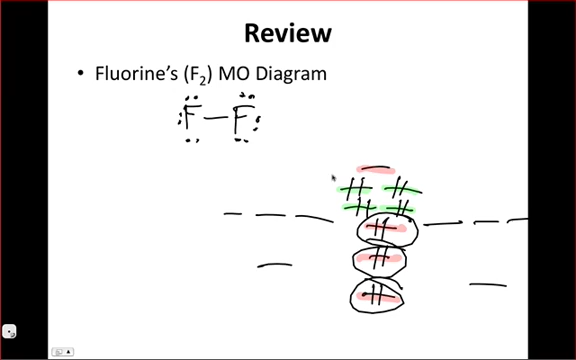 Review
• Fluorine's (F₂) MO Diagram
F—F